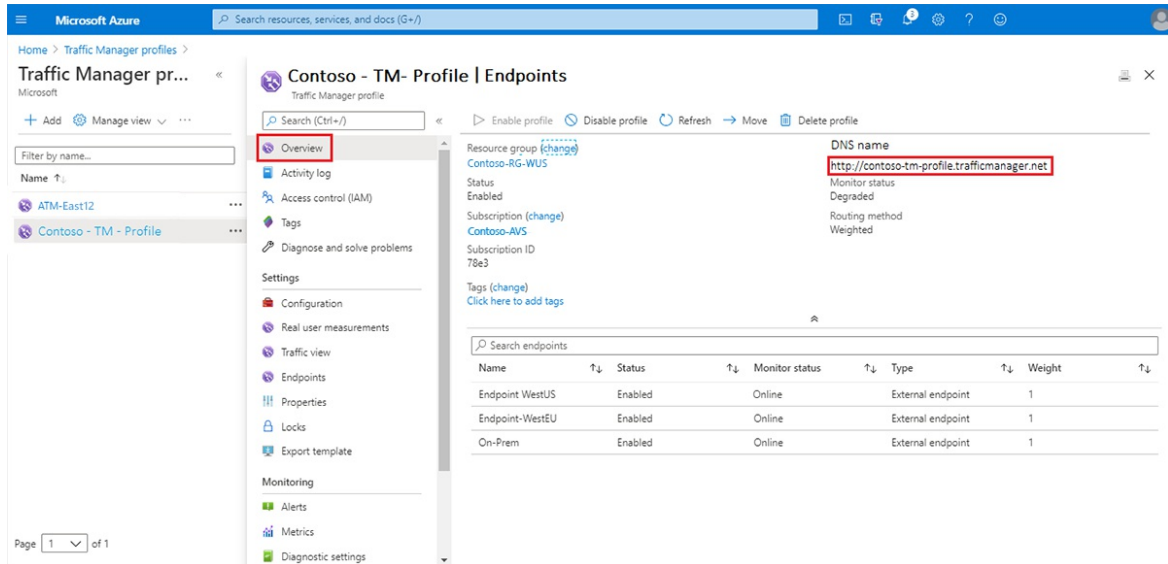 Microsoft Azure
Search resources, services, and docs (G+/)
3
Home > Traffic Manager profiles >
Traffic Manager pr...
Microsoft
Add
Manage view
Filter by name...
Name ↑↓
ATM-East12
Contoso - TM - Profile
Page 1 of 1
Contoso - TM- Profile | Endpoints
Traffic Manager profile
Search (Ctrl+/)
Overview
Activity log
Access control (IAM)
Tags
Diagnose and solve problems
Settings
Configuration
Real user measurements
Traffic view
Endpoints
Properties
Locks
Export template
Monitoring
Alerts
Metrics
Diagnostic settings
Enable profile Disable profile Refresh Move Delete profile
Resource group (change)
Contoso-RG-WUS
Status
Enabled
Subscription (change)
Contoso-AVS
Subscription ID
78e3
Tags (change)
Click here to add tags
DNS name
http://contoso-tm-profile.trafficmanager.net
Monitor status
Degraded
Routing method
Weighted
Search endpoints
Name ↑↓ Status ↑↓ Monitor status ↑↓ Type ↑↓ Weight ↑↓
Endpoint WestUS Enabled Online External endpoint 1
Endpoint-WestEU Enabled Online External endpoint 1
On-Prem Enabled Online External endpoint 1